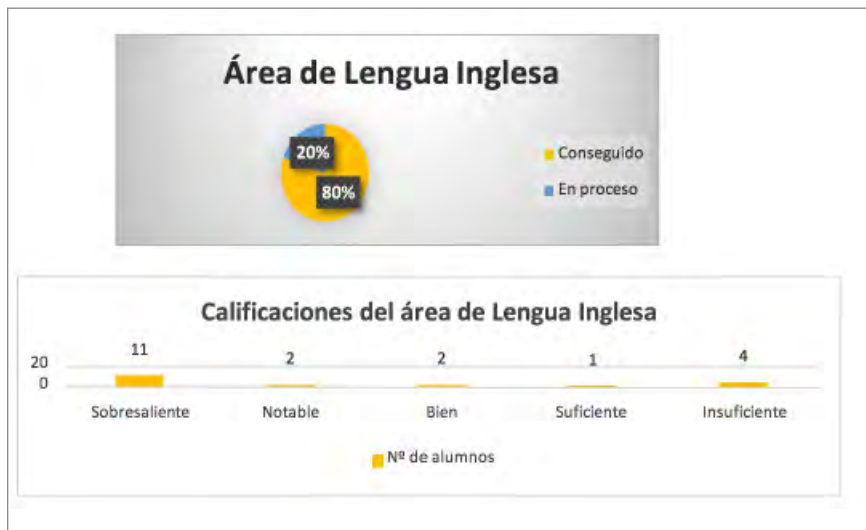 Área de Lengua Inglesa
20%
80%
Conseguido
En proceso
Calificaciones del área de Lengua Inglesa
11 2 2 1 4
20
0
Sobresaliente Notable Bien Suficiente Insuficiente
Nº de alumnos